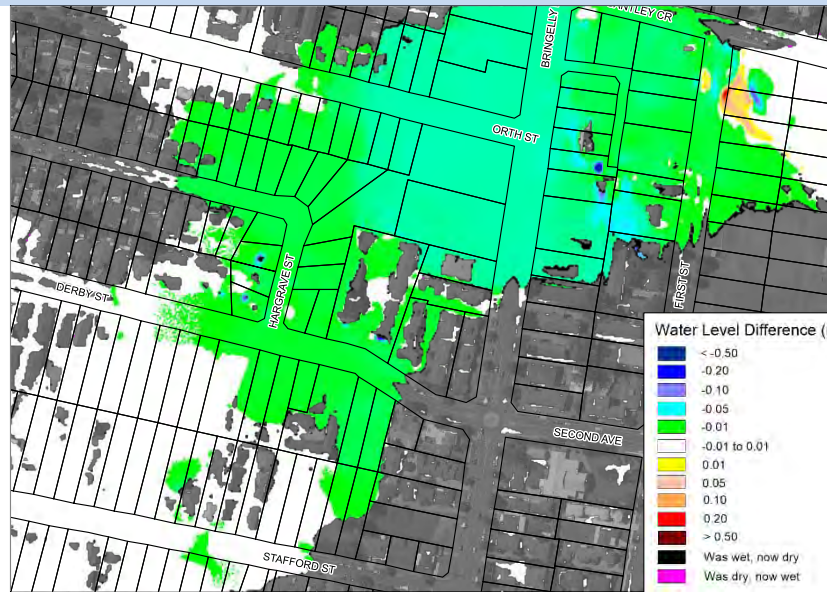 ANTLEY CR
BRINGELLY
ORTH ST
HARGRAVE ST
DERBY ST
FIRST ST
SECOND AVE
STAFFORD ST
Water Level Difference (
< -0.50
-0.20
-0.10
-0.05
-0.01
-0.01 to 0.01
0.01
0.05
0.10
0.20
> 0.50
Was wet, now dry
Was dry, now wet